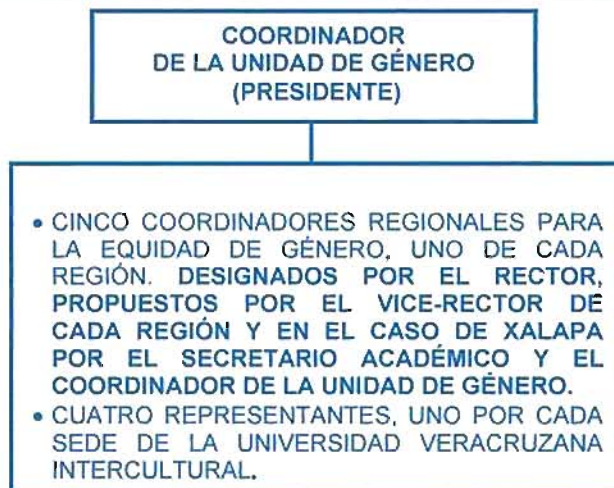 COORDINADOR
DE LA UNIDAD DE GÉNERO
(PRESIDENTE)
• CINCO COORDINADORES REGIONALES PARA
LA EQUIDAD DE GÉNERO, UNO DE CADA
REGIÓN. DESIGNADOS POR EL RECTOR,
PROPUESTOS POR EL VICE-RECTOR DE
CADA REGIÓN Y EN EL CASO DE XALAPA
POR EL SECRETARIO ACADÉMICO Y EL
COORDINADOR DE LA UNIDAD DE GÉNERO.
• CUATRO REPRESENTANTES, UNO POR CADA
SEDE DE LA UNIVERSIDAD VERACRUZANA
INTERCULTURAL.